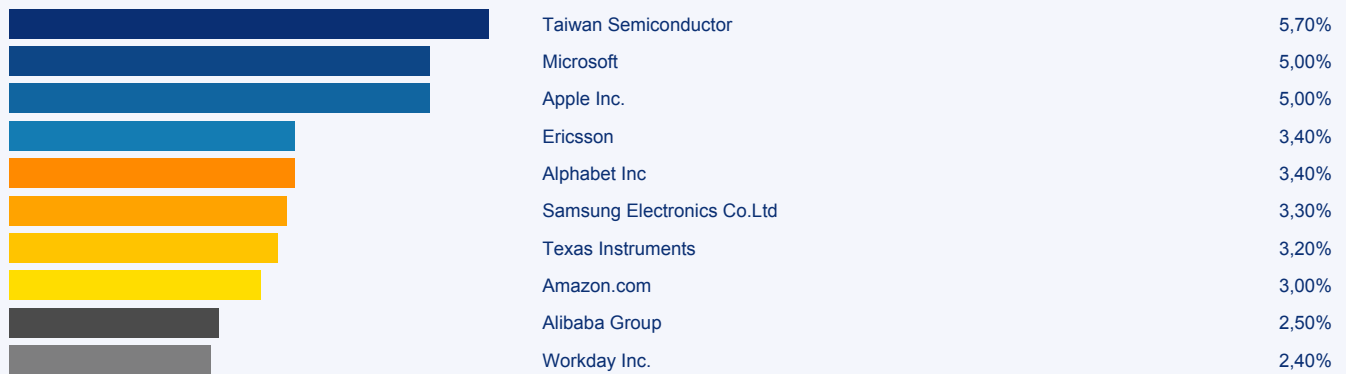 Taiwan Semiconductor 5,70%
Microsoft 5,00%
Apple Inc. 5,00%
Ericsson 3,40%
Alphabet Inc 3,40%
Samsung Electronics Co.Ltd 3,30%
Texas Instruments 3,20%
Amazon.com 3,00%
Alibaba Group 2,50%
Workday Inc. 2,40%